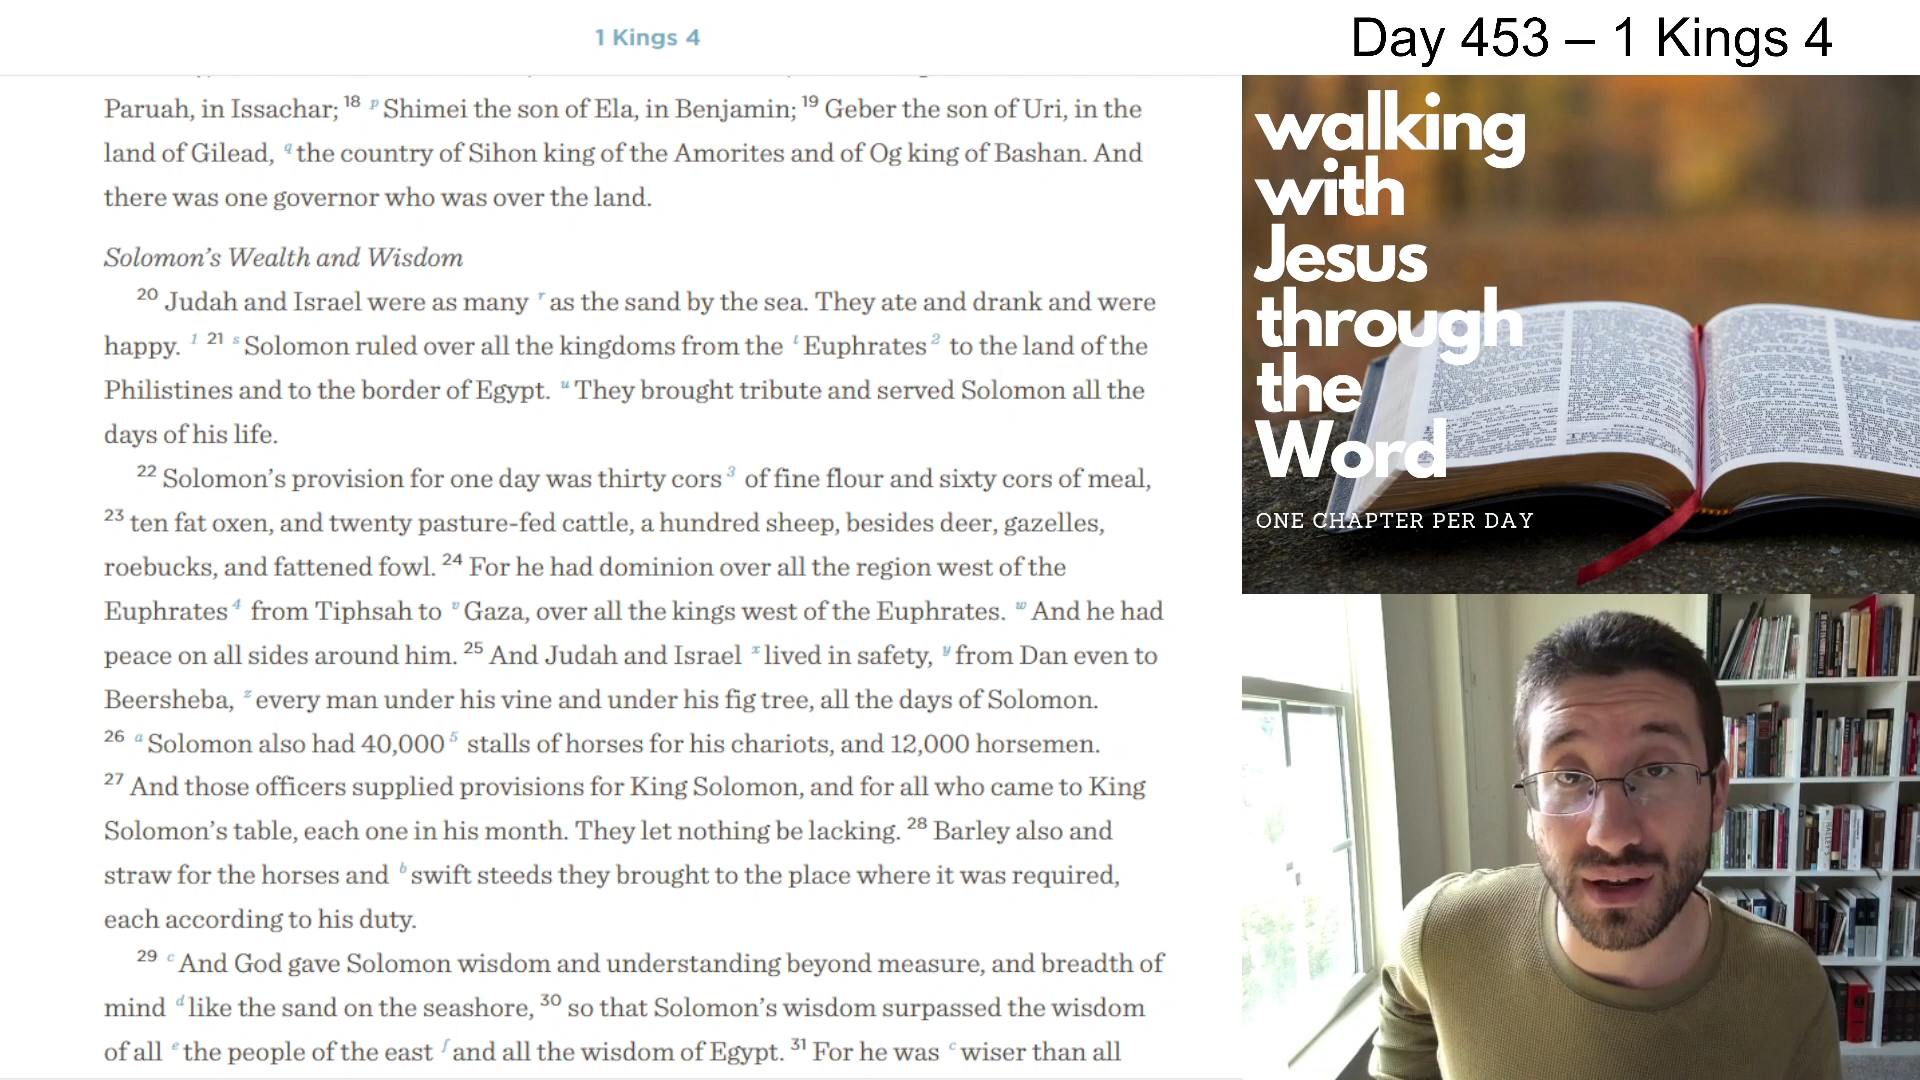 1 Kings 4
Day 453 – 1 Kings 4
Paruah, in Issachar; 18 p Shimei the son of Ela, in Benjamin; 19 Geber the son of Uri, in the
land of Gilead, q the country of Sihon king of the Amorites and of Og king of Bashan. And
there was one governor who was over the land.
Solomon’s Wealth and Wisdom
20 Judah and Israel were as many r as the sand by the sea. They ate and drank and were
happy. 1 21 s Solomon ruled over all the kingdoms from the t Euphrates 2 to the land of the
Philistines and to the border of Egypt. u They brought tribute and served Solomon all the
days of his life.
22 Solomon’s provision for one day was thirty cors 3 of fine flour and sixty cors of meal,
23 ten fat oxen, and twenty pasture-fed cattle, a hundred sheep, besides deer, gazelles,
roebucks, and fattened fowl. 24 For he had dominion over all the region west of the
Euphrates 4 from Tiphsah to v Gaza, over all the kings west of the Euphrates. w And he had
peace on all sides around him. 25 And Judah and Israel x lived in safety, y from Dan even to
Beersheba, z every man under his vine and under his fig tree, all the days of Solomon.
26 a Solomon also had 40,000 5 stalls of horses for his chariots, and 12,000 horsemen.
27 And those officers supplied provisions for King Solomon, and for all who came to King
Solomon’s table, each one in his month. They let nothing be lacking. 28 Barley also and
straw for the horses and b swift steeds they brought to the place where it was required,
each according to his duty.
29 c And God gave Solomon wisdom and understanding beyond measure, and breadth of
mind d like the sand on the seashore, 30 so that Solomon’s wisdom surpassed the wisdom
of all e the people of the east f and all the wisdom of Egypt. 31 For he was c wiser than all
walking
with
Jesus
through
the
Word
ONE CHAPTER PER DAY